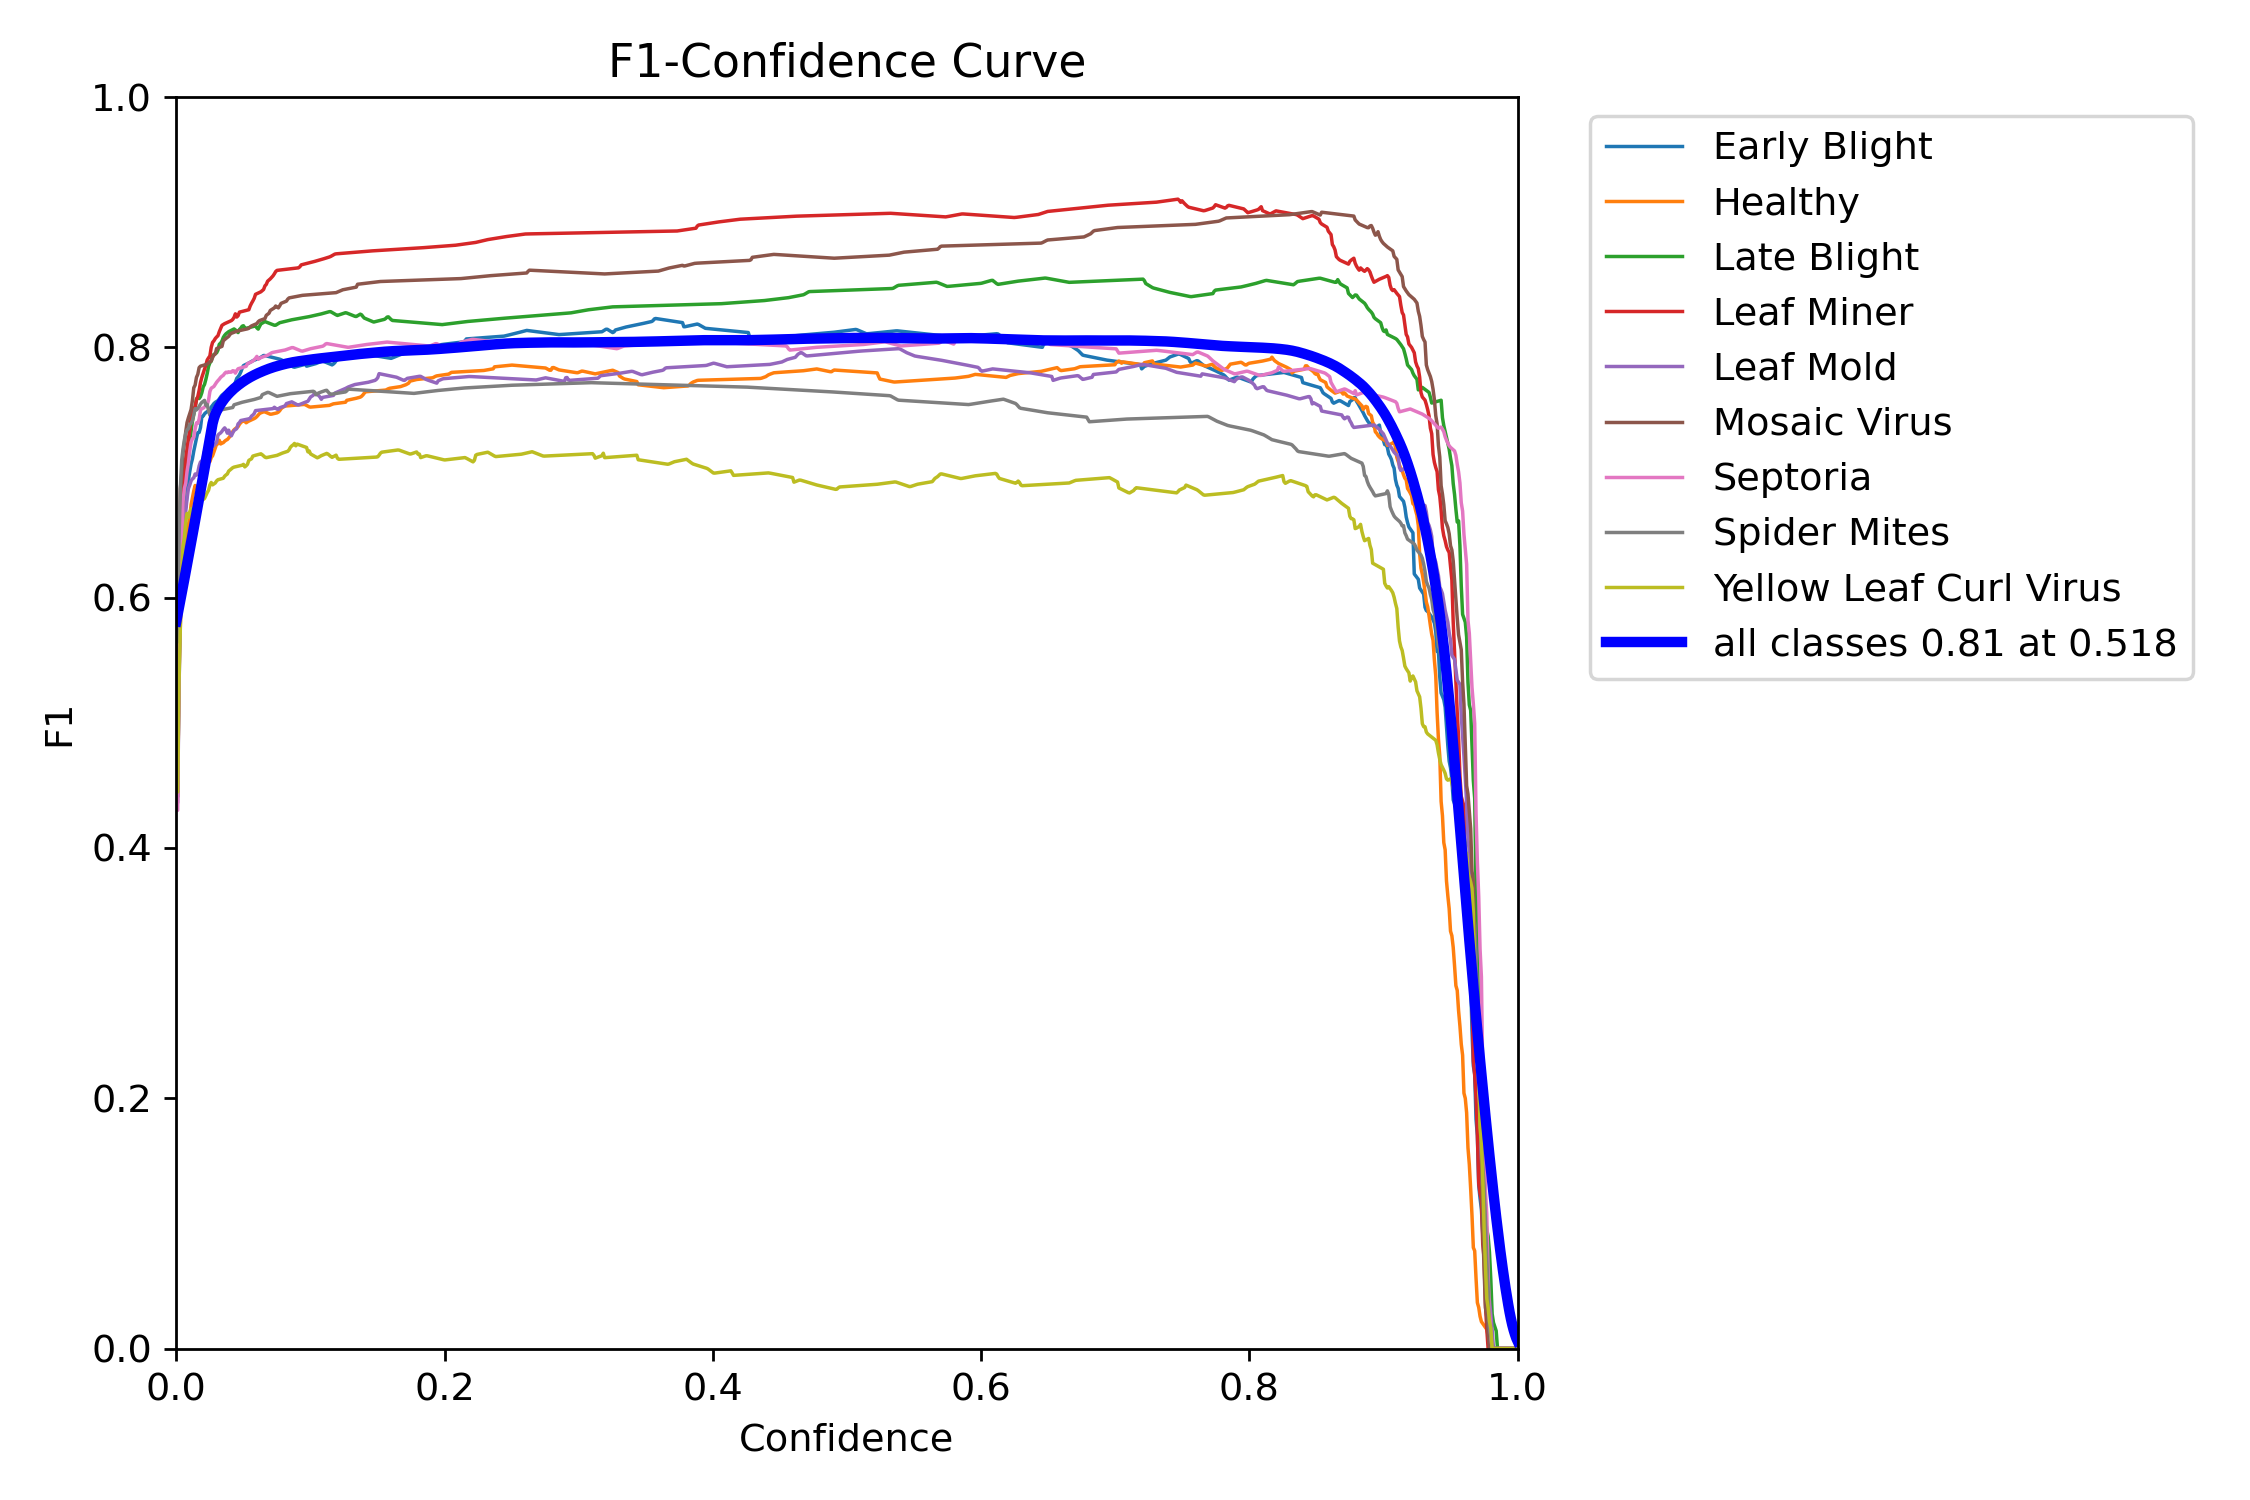 F1-Confidence Curve
1.0
0.8
0.6
0.4
0.2
0.0
F1
0.0 0.2 0.4 0.6 0.8 1.0
Confidence
Early Blight
Healthy
Late Blight
Leaf Miner
Leaf Mold
Mosaic Virus
Septoria
Spider Mites
Yellow Leaf Curl Virus
all classes 0.81 at 0.518